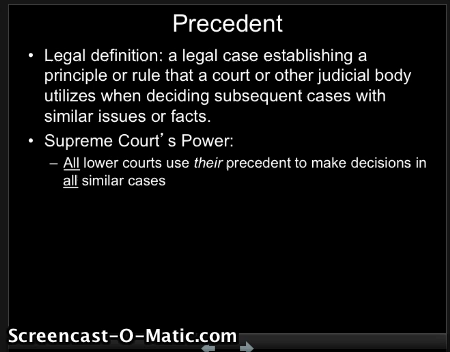 Precedent
• Legal definition: a legal case establishing a
principle or rule that a court or other judicial body
utilizes when deciding subsequent cases with
similar issues or facts.
• Supreme Court's Power:
– All lower courts use their precedent to make decisions in
all similar cases
Screencast-O-Matic.com